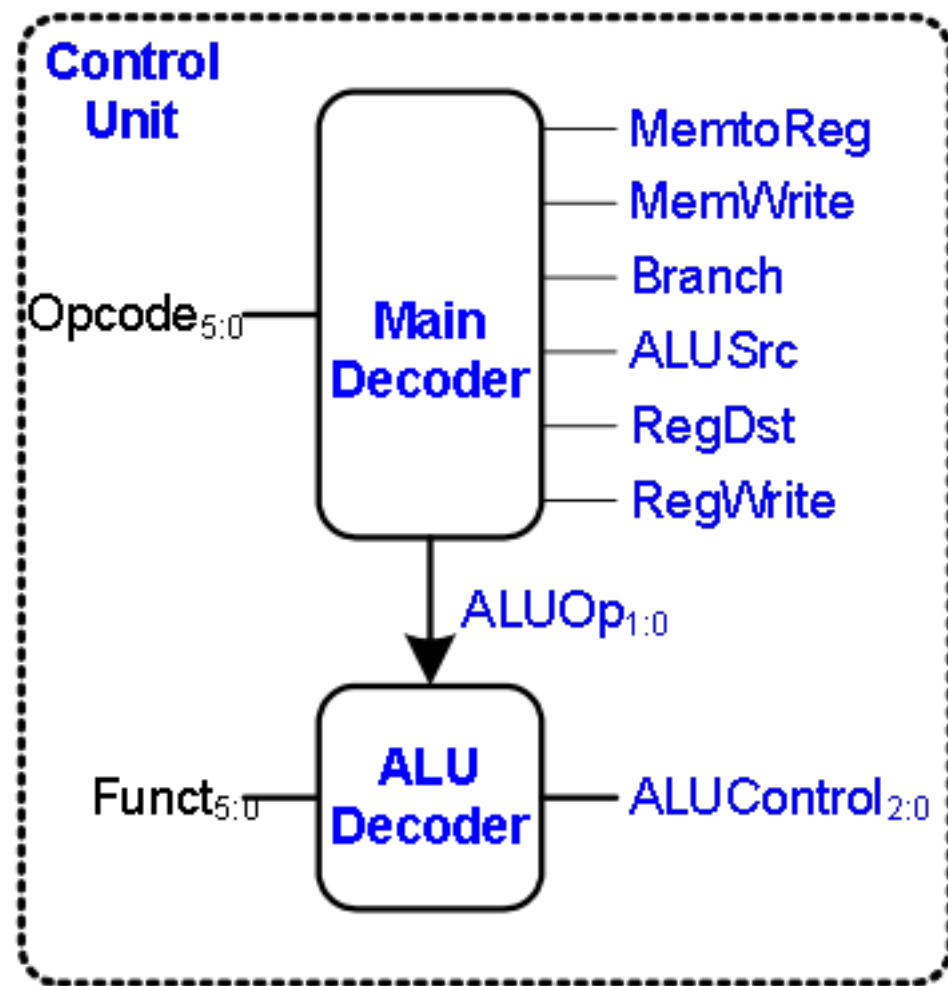 Control
Unit
MemtoReg
MemWrite
Branch
Opcode5:0
Main
Decoder
ALUSrc
RegDst
RegWrite
ALUOp1:0
ALU
Decoder
Funct5:0
ALUControl2:0